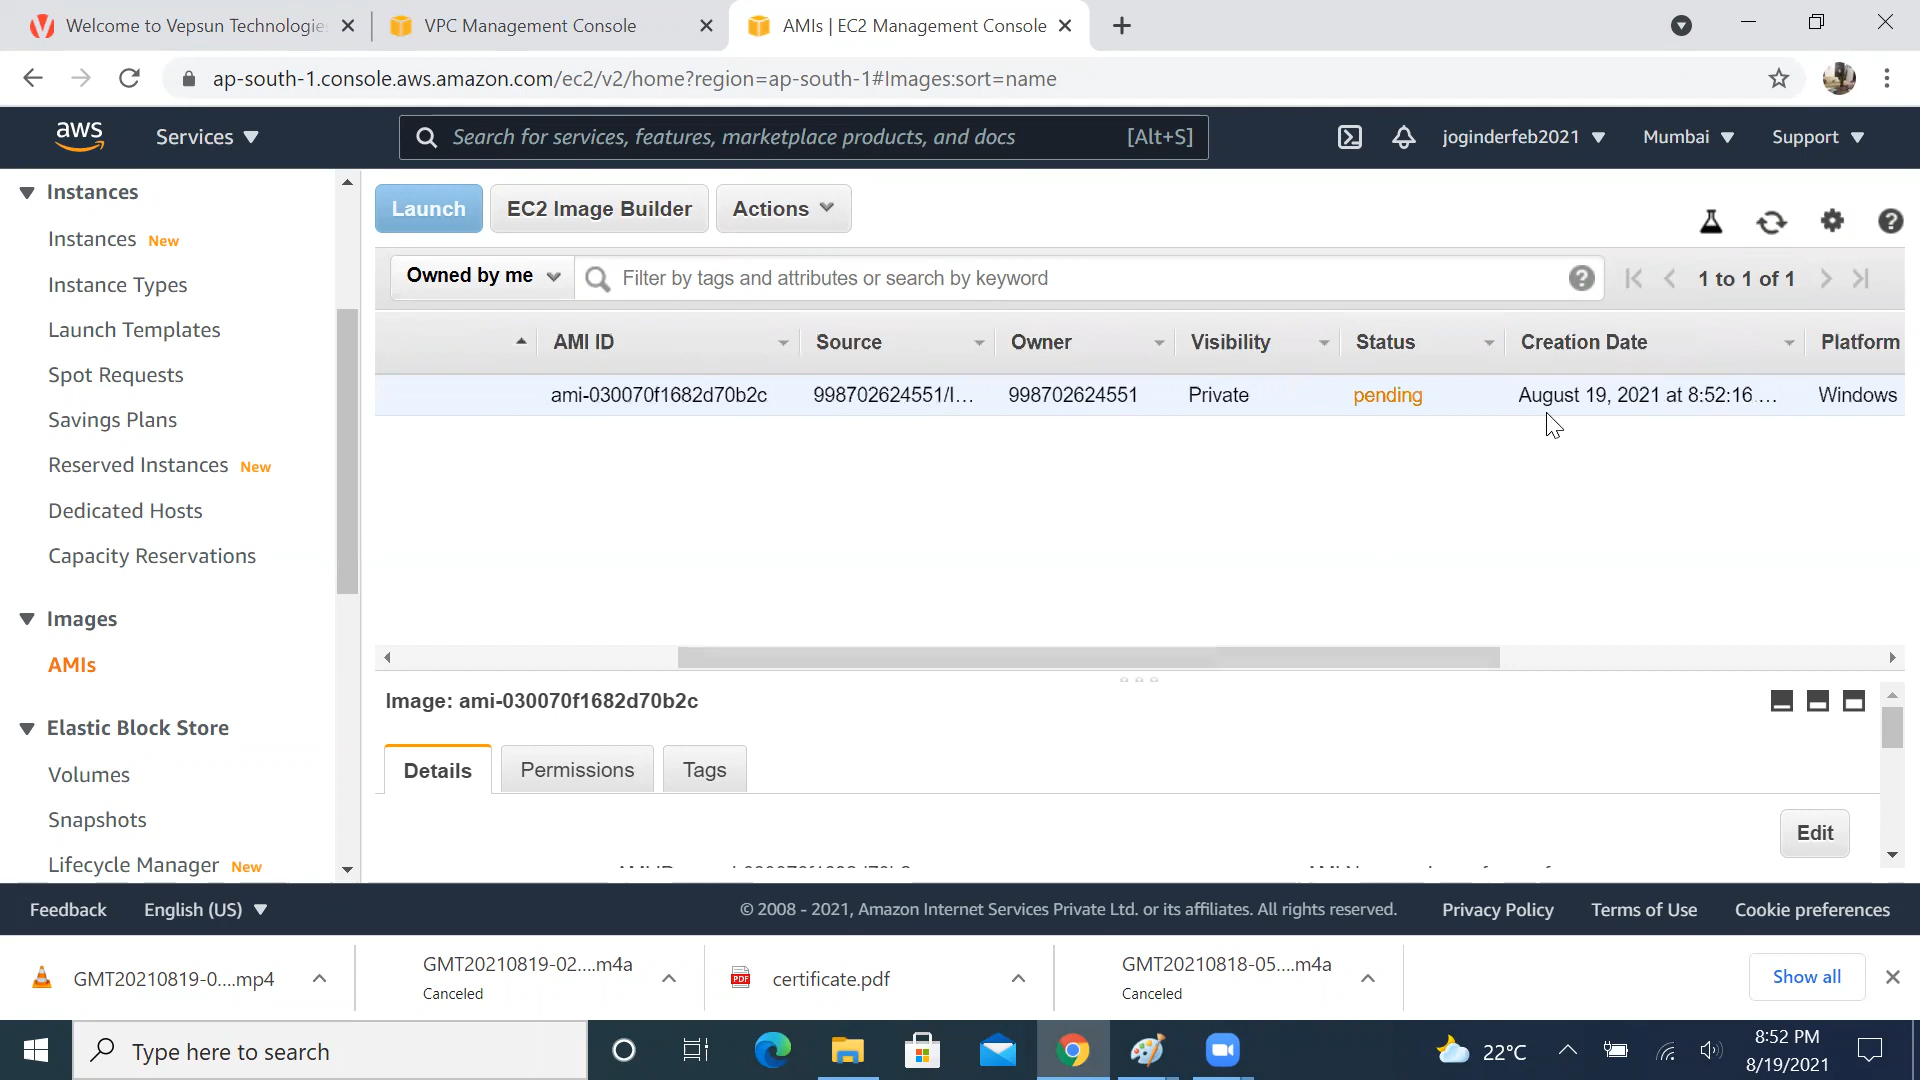 Welcome to Vepsun Technologie
VPC Management Console
AMIs | EC2 Management Console
ap-south-1.console.aws.amazon.com/ec2/v2/home?region=ap-south-1#Images:sort=name
aws
Services
Search for services, features, marketplace products, and docs
[Alt+S]
joginderfeb2021
Mumbai
Support
Instances
Instances New
Instance Types
Launch Templates
Spot Requests
Savings Plans
Reserved Instances New
Dedicated Hosts
Capacity Reservations
Images
AMIs
Elastic Block Store
Volumes
Snapshots
Lifecycle Manager New
Launch
EC2 Image Builder
Actions
Owned by me
Filter by tags and attributes or search by keyword
1 to 1 of 1
AMI ID Source Owner Visibility Status Creation Date Platform
ami-030070f1682d70b2c 998702624551/I... 998702624551 Private pending August 19, 2021 at 8:52:16 ... Windows
Image: ami-030070f1682d70b2c
Details
Permissions
Tags
Edit
Feedback
English (US)
© 2008 - 2021, Amazon Internet Services Private Ltd. or its affiliates. All rights reserved.
Privacy Policy
Terms of Use
Cookie preferences
GMT20210819-0....mp4
GMT20210819-02....m4a
Canceled
certificate.pdf
GMT20210818-05....m4a
Canceled
Show all
Type here to search
22°C
8:52 PM
8/19/2021